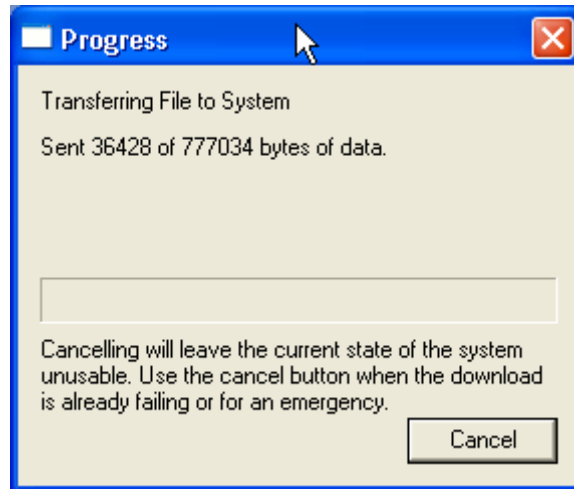 Progress
Transferring File to System
Sent 36428 of 777034 bytes of data.
Cancelling will leave the current state of the system
unusable. Use the cancel button when the download
is already failing or for an emergency.
Cancel